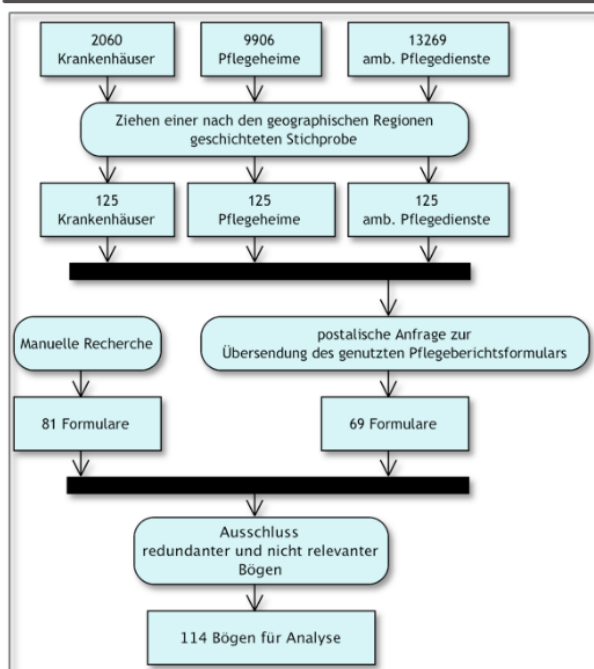 2060
Krankenhäuser
9906
Pflegeheime
13269
amb. Pflegedienste
Ziehen einer nach den geographischen Regionen
geschichteten Stichprobe
125
Krankenhäuser
125
Pflegeheime
125
amb. Pflegedienste
Manuelle Recherche
postalische Anfrage zur
Übersendung des genutzten Pflegeberichtsformulars
81 Formulare
69 Formulare
Ausschluss
redundanter und nicht relevanter
Bögen
114 Bögen für Analyse